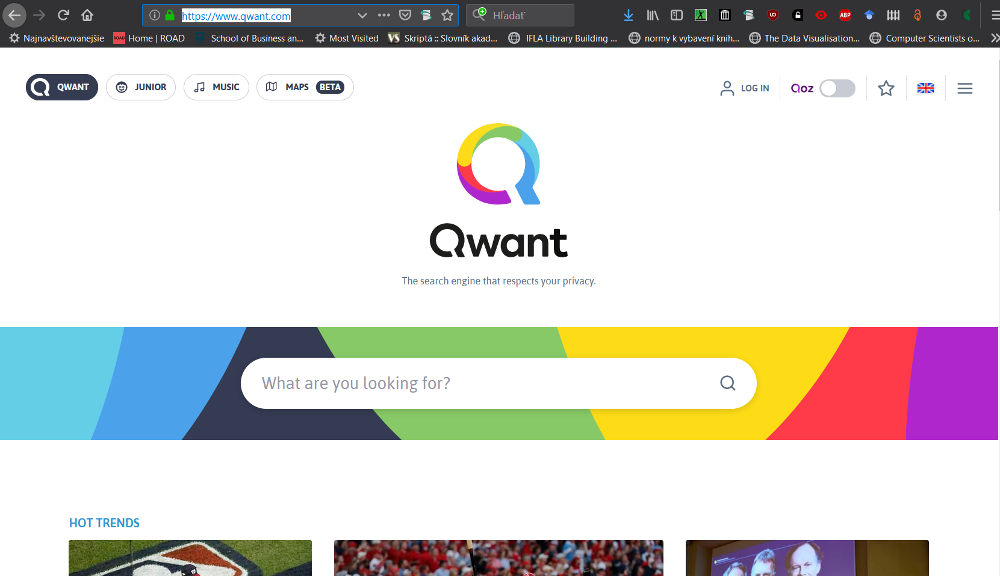 https://www.qwant.com
Hľadať
ABP
Najnavštevovanejšie
ROAD
Home | ROAD
School of Business an...
Most Visited
VS
Skriptá :: Slovník akad...
IFLA Library Building ...
normy k vybavení knih...
The Data Visualisation...
Computer Scientists o...
QWANT
JUNIOR
MUSIC
MAPS BETA
LOG IN
Qoz
Qwant
The search engine that respects your privacy.
What are you looking for?
HOT TRENDS